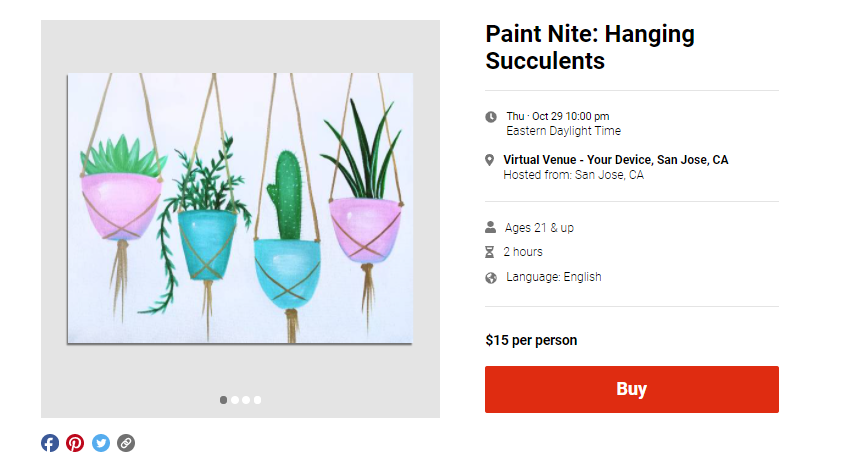 Paint Nite: Hanging
Succulents
Thu · Oct 29 10:00 pm
Eastern Daylight Time
Virtual Venue - Your Device, San Jose, CA
Hosted from: San Jose, CA
Ages 21 & up
2 hours
Language: English
$15 per person
Buy